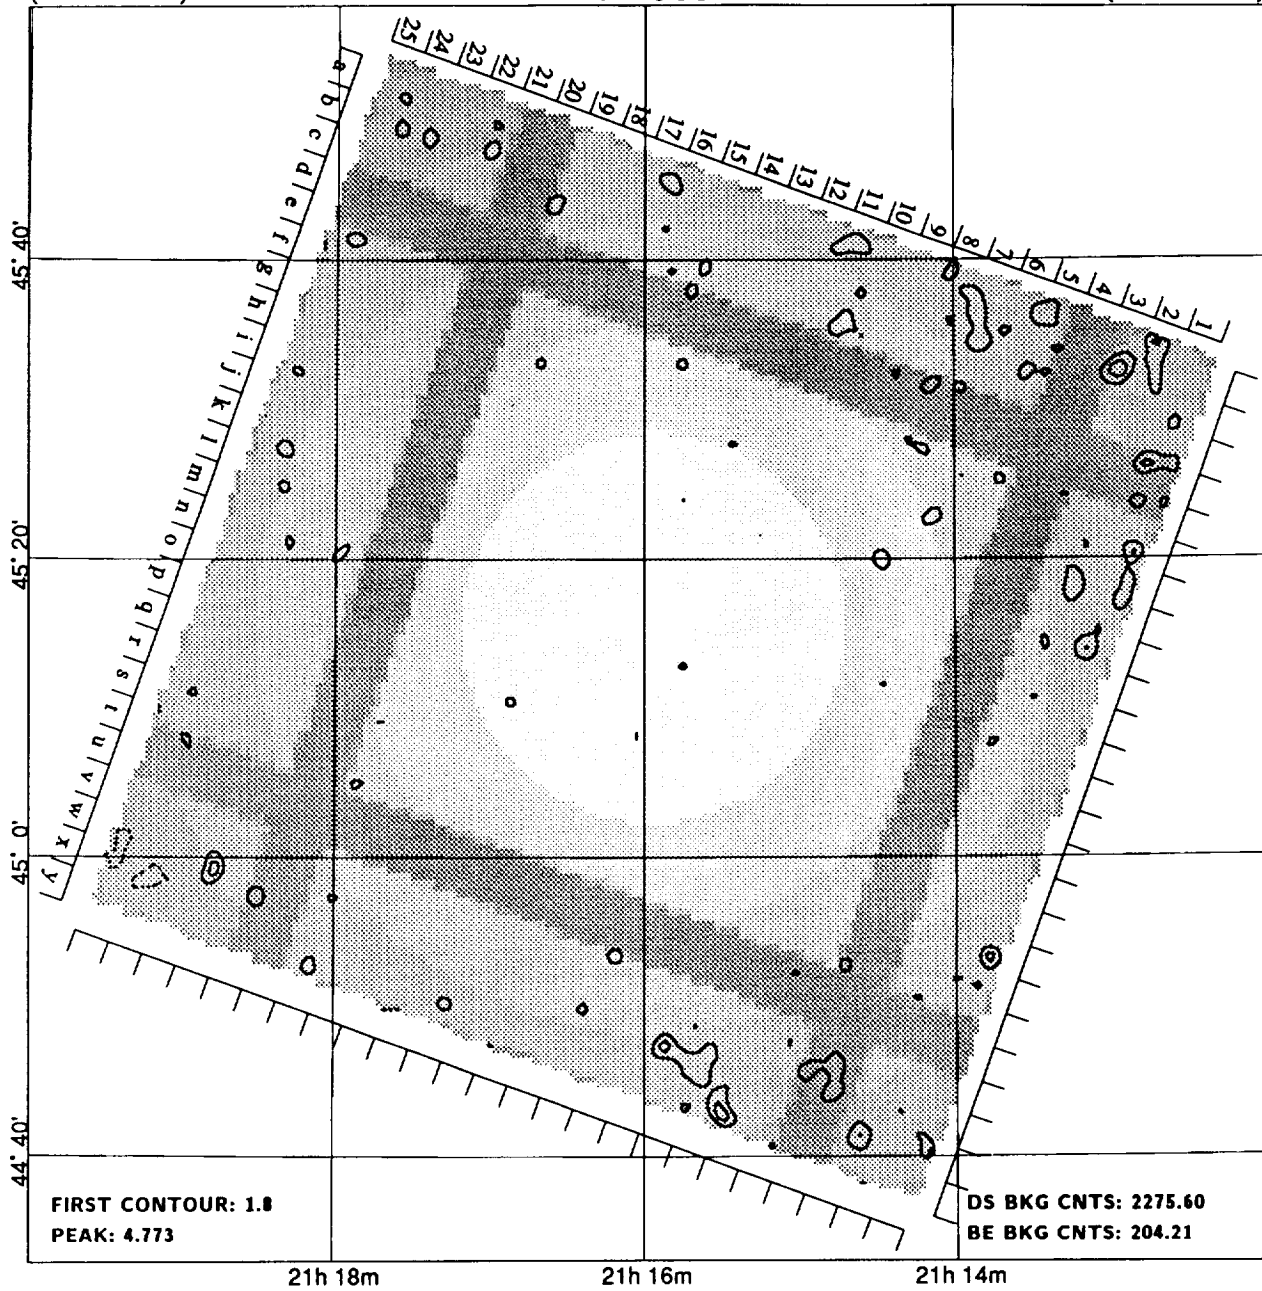 25 24 23 22 21 20 19 18 17 16 15 14 13 12 11 10 9 8 7 6 5 4 3 2 1
a b c d e f g h i j k l m n o p q r s t u v w x y
45° 40'
45° 20'
45° 0'
44° 40'
FIRST CONTOUR: 1.8
PEAK: 4.773
DS BKG CNTS: 2275.60
BE BKG CNTS: 204.21
21h 18m
21h 16m
21h 14m